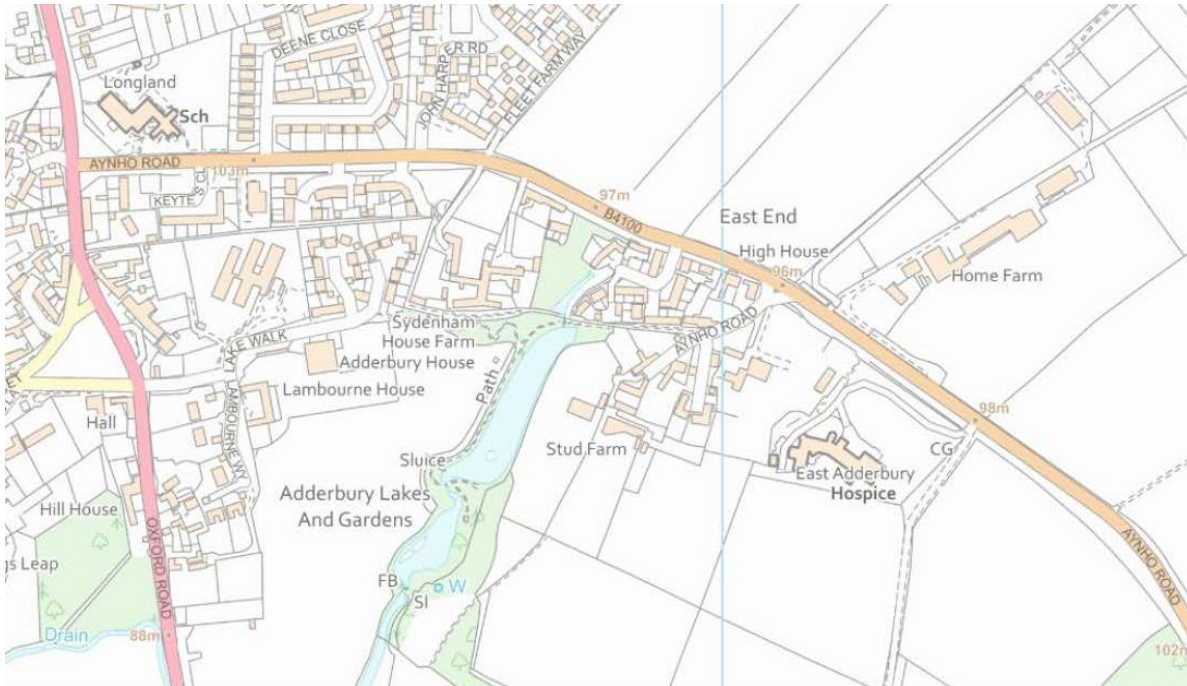 DEENE CLOSE
JOHN HARPER RD
FLEET FARM WAY
Longland
Sch
AYNHO ROAD
103m
KEYTE'S CL
97m
B4100
East End
High House
96m
Home Farm
Sydenham
House Farm
Adderbury House
AYNHO ROAD
LAKE WALK
Path
Lambourne House
LAMBOURNE WY
Hall
98m
CG
Stud Farm
East Adderbury
Hospice
Sluice
Adderbury Lakes
And Gardens
Hill House
OXFORD ROAD
AYNHO ROAD
gs Leap
FB
W
SI
Drain
88m
102m